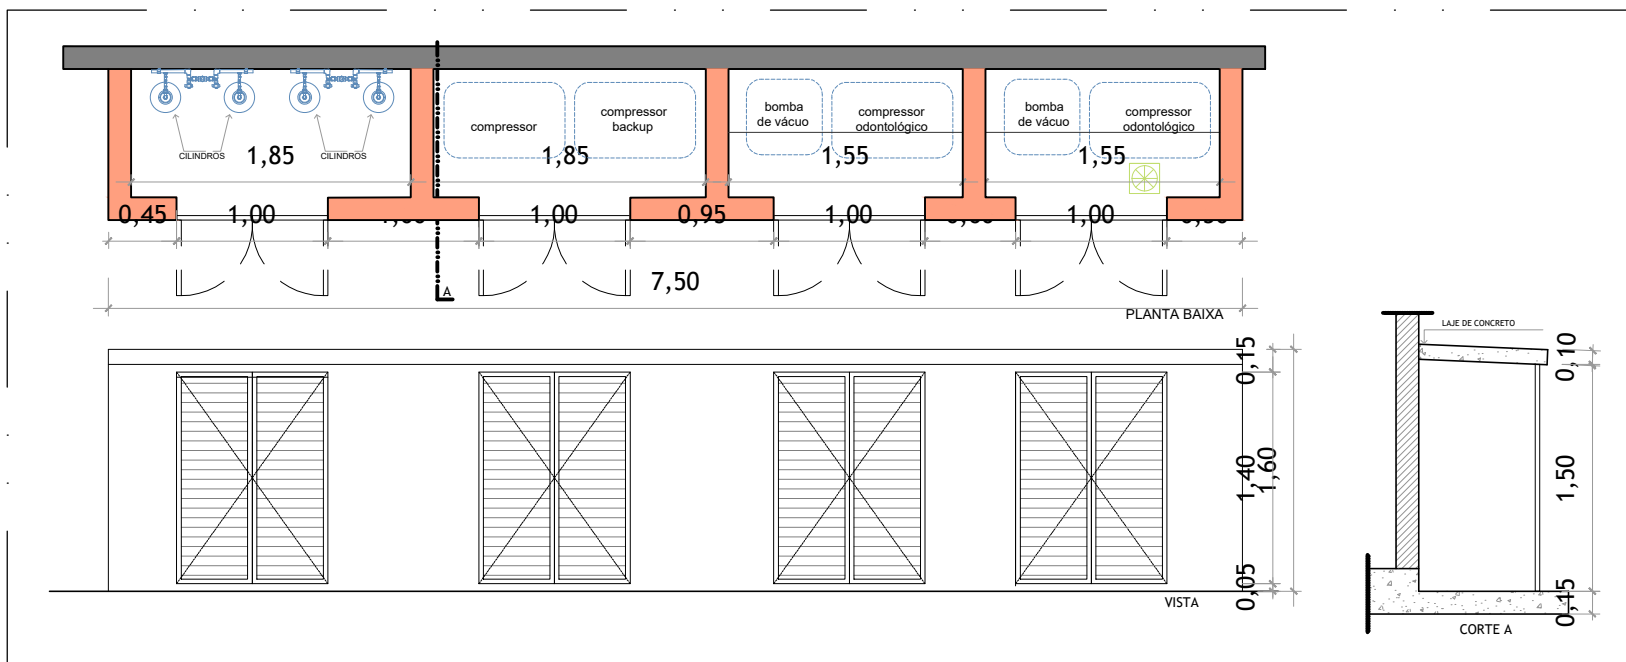 compressor
compressor
backup
bomba
de vácuo
compressor
odontológico
bomba
de vácuo
compressor
odontológico
CILINDROS
1,85
CILINDROS
1,85
1,55
1,55
0,45
1,00
1,00
0,95
1,00
1,00
7,50
A
PLANTA BAIXA
0,15
1,40
1,60
0,05
VISTA
LAJE DE CONCRETO
0,10
1,50
0,15
CORTE A